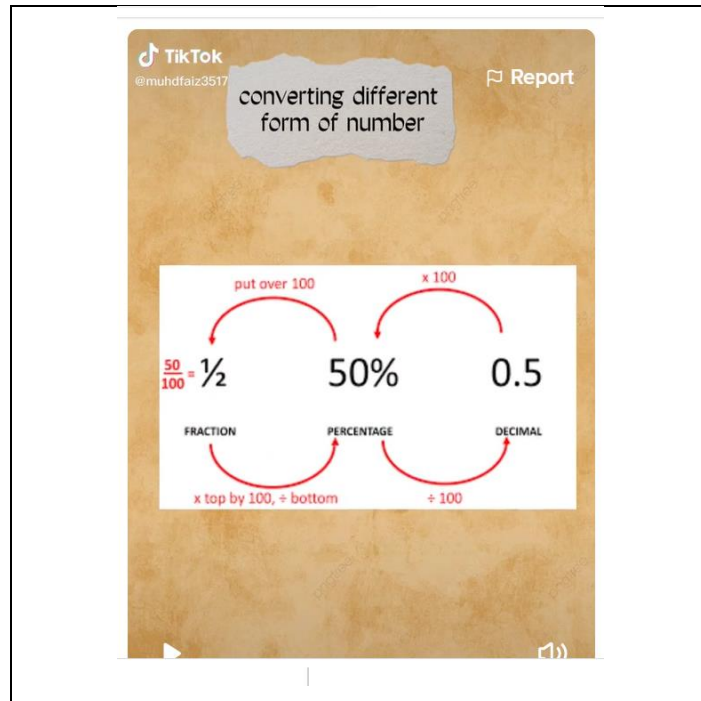 TikTok
@muhdfaiz3517
Report
converting different
form of number
put over 100
x 100
50
100
= ½
50%
0.5
FRACTION
PERCENTAGE
DECIMAL
x top by 100, ÷ bottom
÷ 100